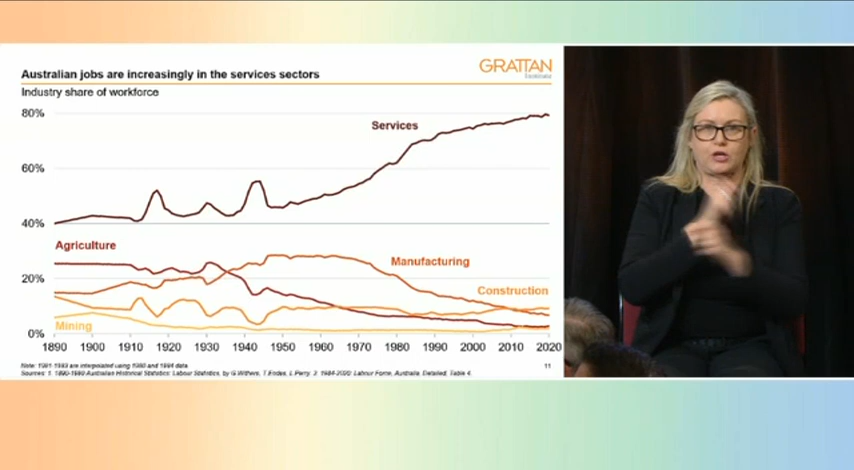 GRATTAN
Institute
Australian jobs are increasingly in the services sectors
Industry share of workforce
80%
Services
60%
40%
Agriculture
Manufacturing
20%
Construction
Mining
0%
1890 1900 1910 1920 1930 1940 1950 1960 1970 1980 1990 2000 2010 2020
Note: 1981-1983 are interpolated using 1980 and 1984 data
Sources: 1. 1890-1980 Australian Historical Statistics: Labour Statistics, by G Withers, T Endres, L Perry. 2. 1984-2020: Labour Force, Australia, Detailed, Table 4.
11